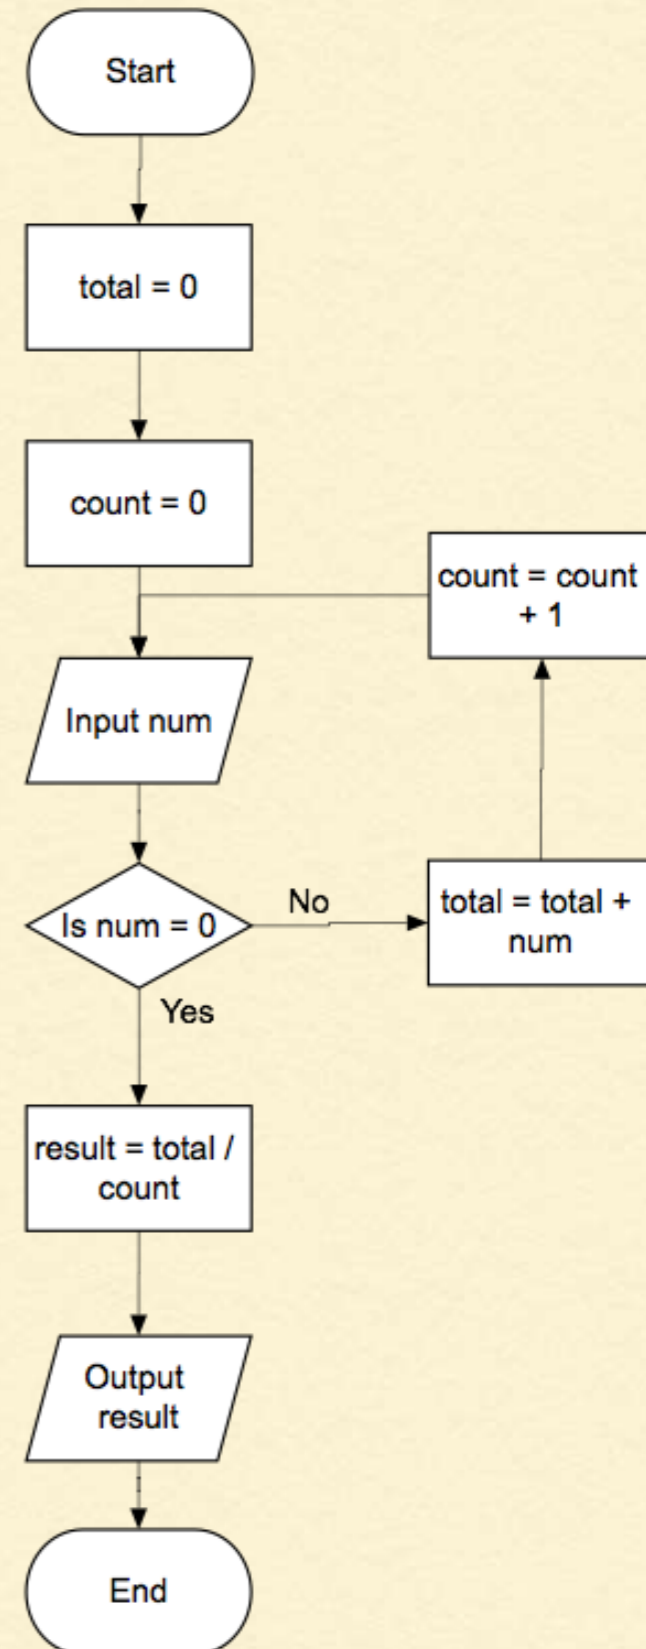 Start
total = 0
count = 0
count = count
+ 1
Input num
Is num = 0
No
total = total +
num
Yes
result = total /
count
Output
result
End